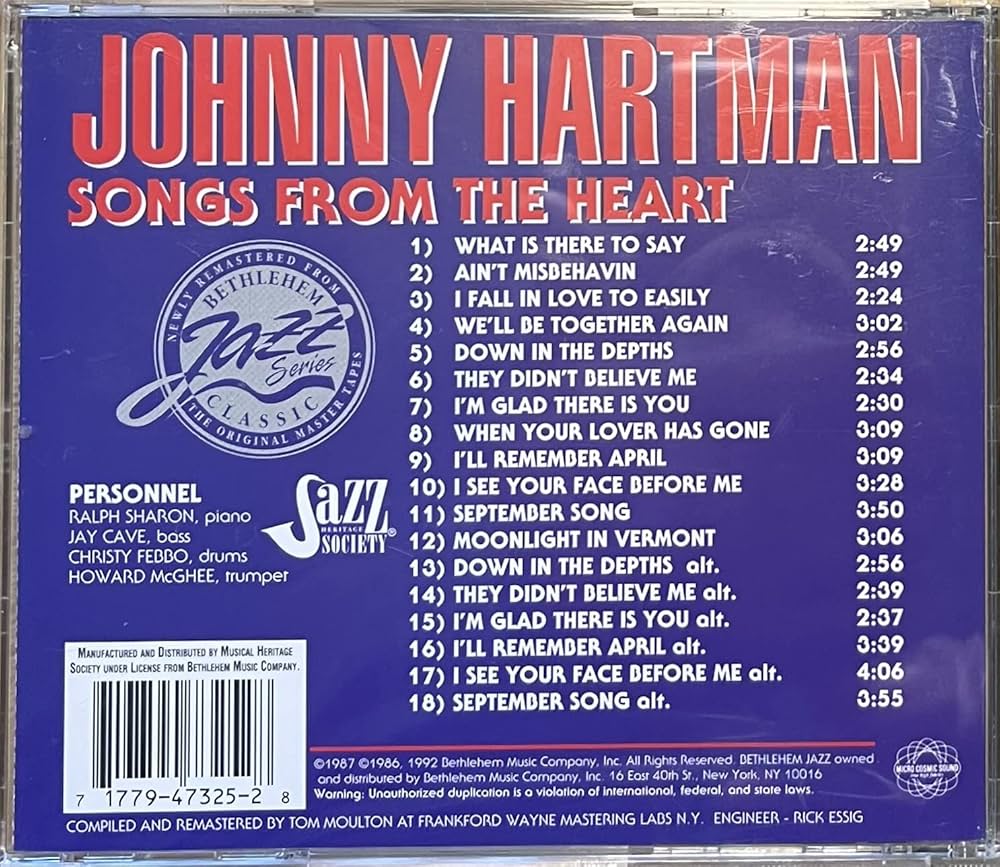 JOHNNY HARTMAN
SONGS FROM THE HEART
1) WHAT IS THERE TO SAY 2:49
2) AIN'T MISBEHAVIN 2:49
3) I FALL IN LOVE TO EASILY 2:24
4) WE'LL BE TOGETHER AGAIN 3:02
5) DOWN IN THE DEPTHS 2:56
6) THEY DIDN'T BELIEVE ME 2:34
7) I'M GLAD THERE IS YOU 2:30
8) WHEN YOUR LOVER HAS GONE 3:09
9) I'LL REMEMBER APRIL 3:09
10) I SEE YOUR FACE BEFORE ME 3:28
11) SEPTEMBER SONG 3:50
12) MOONLIGHT IN VERMONT 3:06
13) DOWN IN THE DEPTHS alt. 2:56
14) THEY DIDN'T BELIEVE ME alt. 2:39
15) I'M GLAD THERE IS YOU alt. 2:37
16) I'LL REMEMBER APRIL alt. 3:39
17) I SEE YOUR FACE BEFORE ME alt. 4:06
18) SEPTEMBER SONG alt. 3:55
NEWLY REMASTERED FROM
BETHLEHEM
Jazz
Series
CLASSIC
THE ORIGINAL MASTER TAPES
PERSONNEL
RALPH SHARON, piano
JAY CAVE, bass
CHRISTY FEBBO, drums
HOWARD McGHEE, trumpet
JAZZ
HERITAGE
SOCIETY®
MANUFACTURED AND DISTRIBUTED BY MUSICAL HERITAGE
SOCIETY UNDER LICENSE FROM BETHLEHEM MUSIC COMPANY.
7 1779-47325-2 8
©1987 ©1986, 1992 Bethlehem Music Company, Inc. All Rights Reserved. BETHLEHEM JAZZ owned
and distributed by Bethlehem Music Company, Inc. 16 East 40th St., New York, NY 10016
Warning: Unauthorized duplication is a violation of international, federal, and state laws.
MICRO COSMIC SOUND
COMPILED AND REMASTERED BY TOM MOULTON AT FRANKFORD WAYNE MASTERING LABS N.Y. ENGINEER - RICK ESSIG